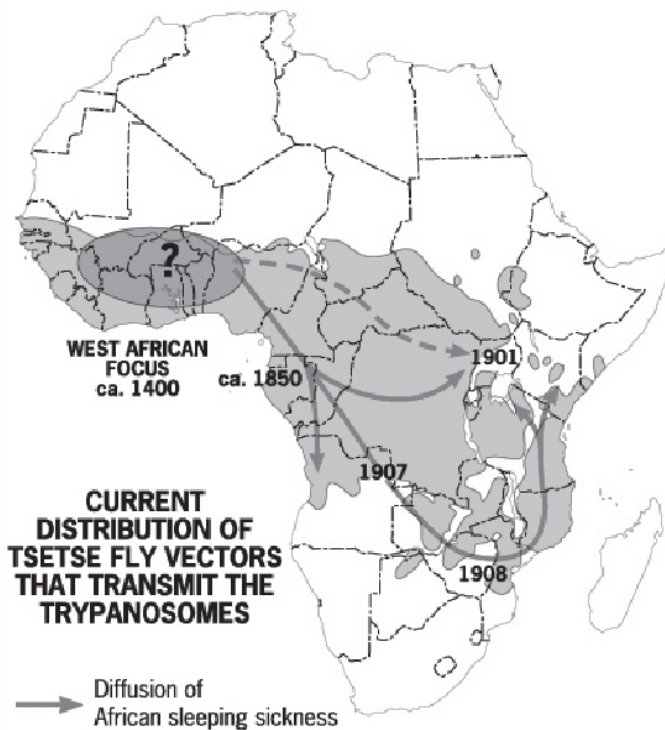 ?
WEST AFRICAN
FOCUS
ca. 1400
ca. 1850
1901
1907
1908
CURRENT
DISTRIBUTION OF
TSETSE FLY VECTORS
THAT TRANSMIT THE
TRYPANOSOMES
Diffusion of
African sleeping sickness